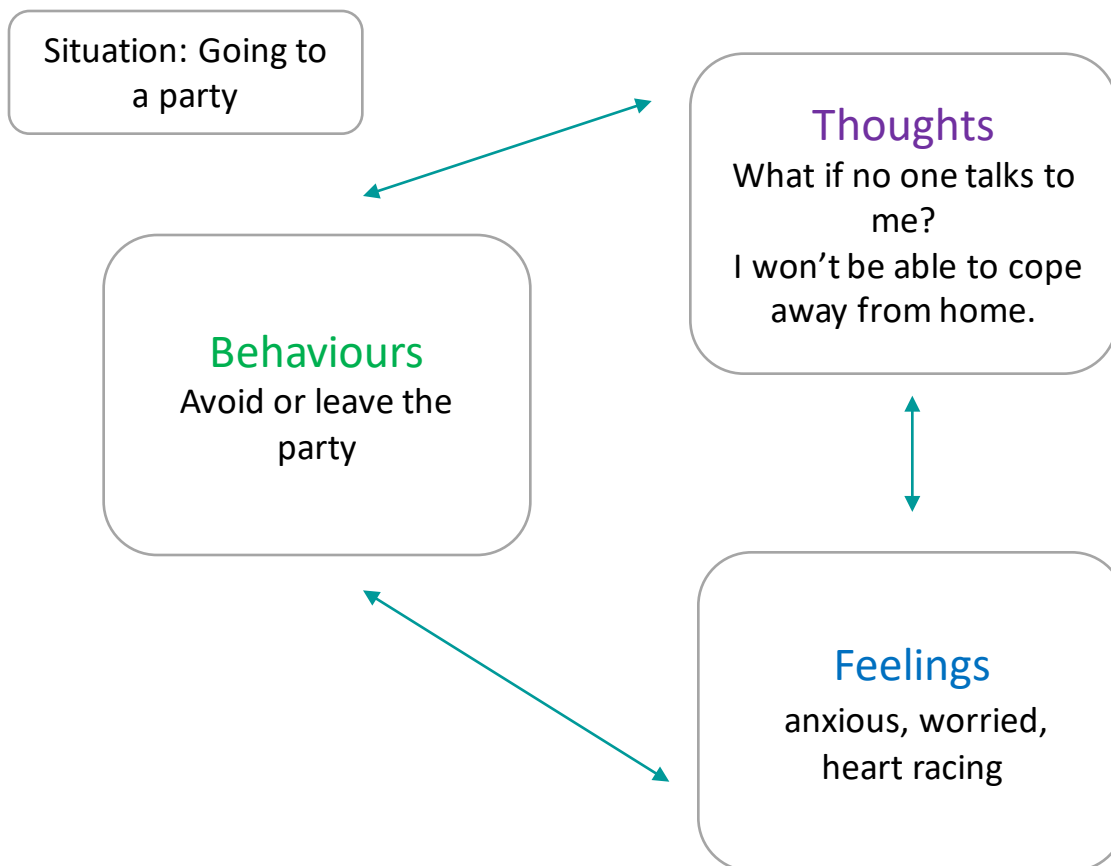 Situation: Going to
a party
Thoughts
What if no one talks to
me?
I won’t be able to cope
away from home.
Behaviours
Avoid or leave the
party
Feelings
anxious, worried,
heart racing